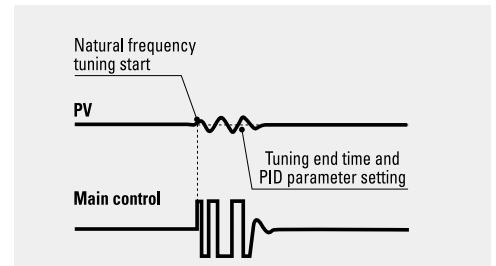 Natural frequency
tuning start
PV
Tuning end time and
PID parameter setting
Main control